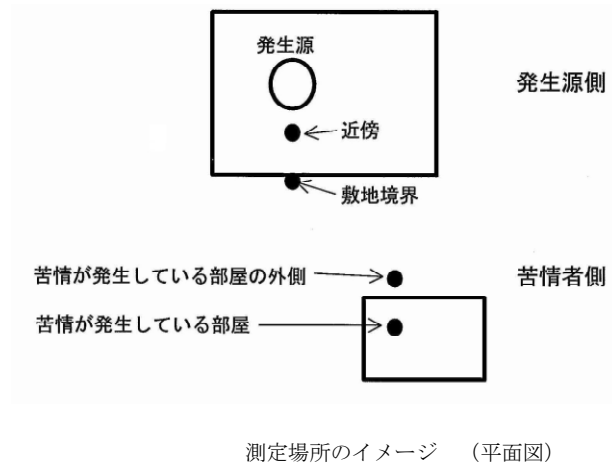 発生源
発生源側
近傍
敷地境界
苦情が発生している部屋の外側
苦情者側
苦情が発生している部屋
測定場所のイメージ （平面図）